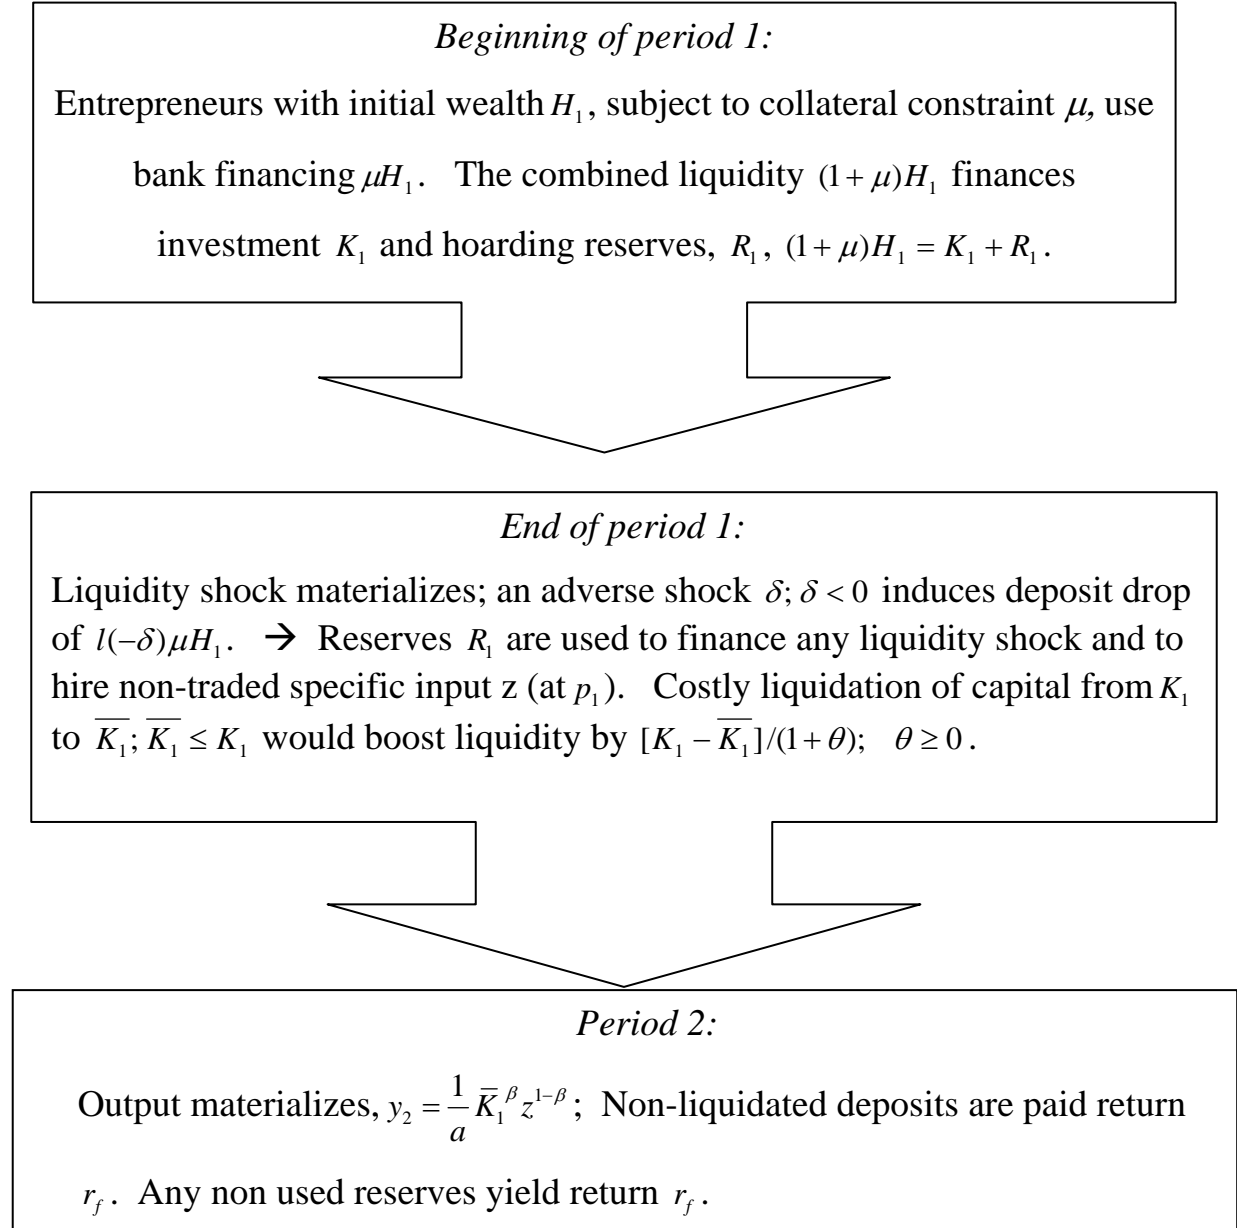 Beginning of period 1:
Entrepreneurs with initial wealth H₁, subject to collateral constraint μ, use
bank financing μH₁. The combined liquidity (1 + μ)H₁ finances
investment K₁ and hoarding reserves, R₁, (1 + μ)H₁ = K₁ + R₁.
End of period 1:
Liquidity shock materializes; an adverse shock δ; δ < 0 induces deposit drop
of l(−δ)μH₁. → Reserves R₁ are used to finance any liquidity shock and to
hire non-traded specific input z (at p₁). Costly liquidation of capital from K₁
to K̅₁; K̅₁ ≤ K₁ would boost liquidity by [K₁ − K̅₁]/(1 + θ); θ ≥ 0.
Period 2:
Output materializes, y₂ = \frac{1}{a} K̅₁^β z^{1−β}; Non-liquidated deposits are paid return
r_f. Any non used reserves yield return r_f.